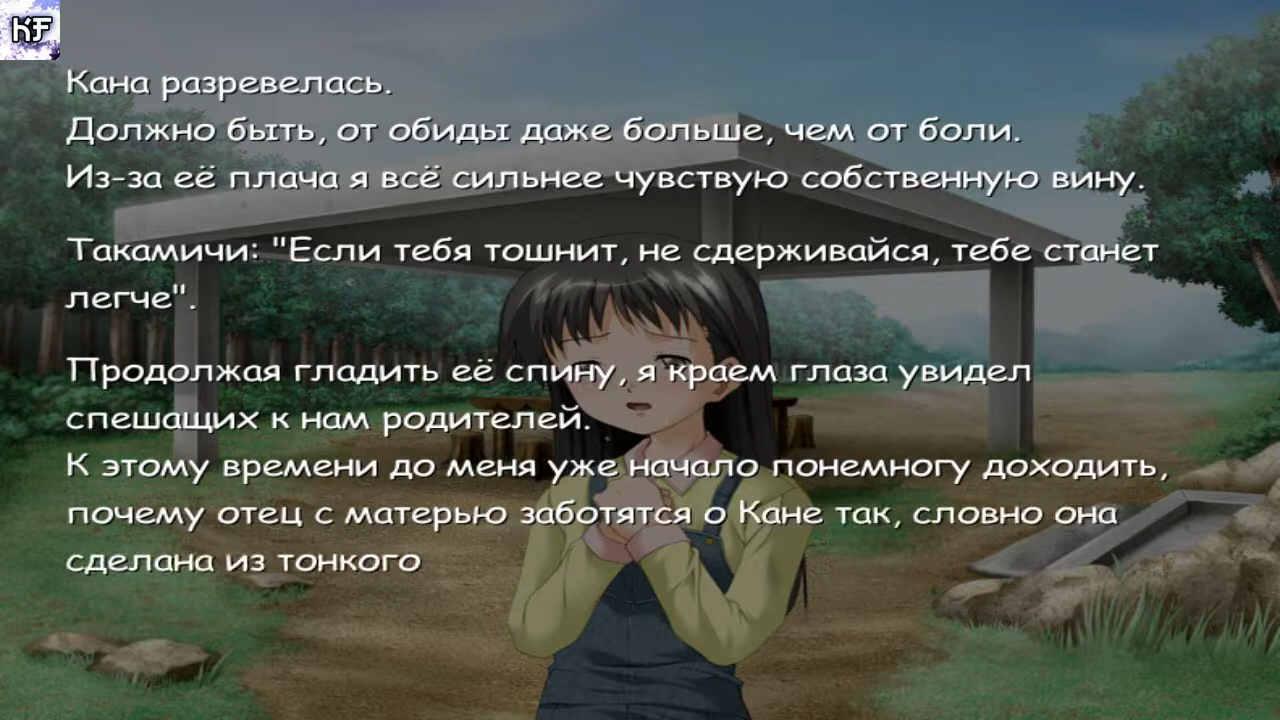 KF
Кана разревелась.
Должно быть, от обиды даже больше, чем от боли.
Из-за её плача я всё сильнее чувствую собственную вину.
Такамичи: "Если тебя тошнит, не сдерживайся, тебе станет
легче".
Продолжая гладить её спину, я краем глаза увидел
спешащих к нам родителей.
К этому времени до меня уже начало понемногу доходить,
почему отец с матерью заботятся о Кане так, словно она
сделана из тонкого